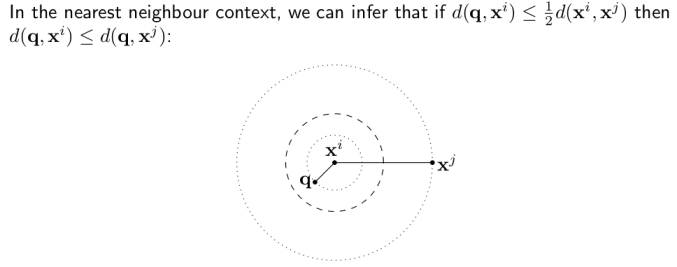 In the nearest neighbour context, we can infer that if $d(\mathbf{q}, \mathbf{x}^i) \leq \frac{1}{2} d(\mathbf{x}^i, \mathbf{x}^j)$ then
$d(\mathbf{q}, \mathbf{x}^i) \leq d(\mathbf{q}, \mathbf{x}^j)$:
$\mathbf{x}^i$
$\mathbf{x}^j$
$\mathbf{q}$